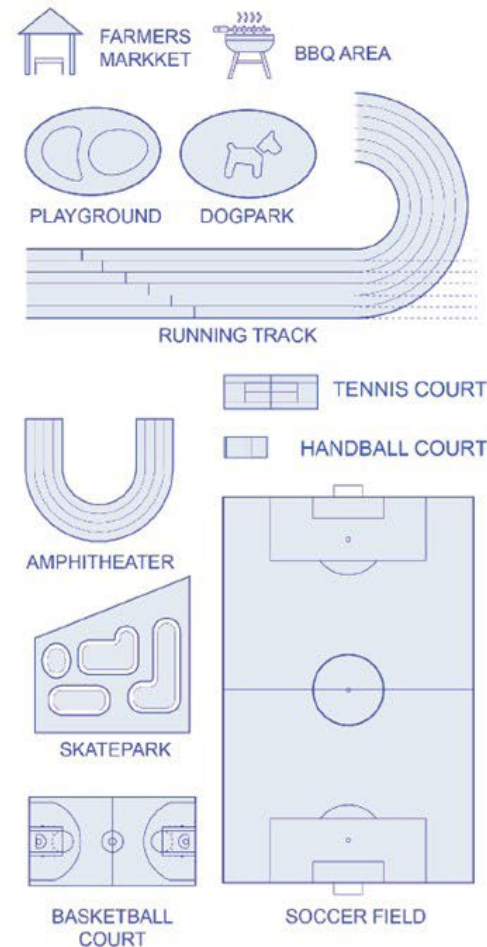 FARMERS
MARKKET
BBQ AREA
PLAYGROUND
DOGPARK
RUNNING TRACK
TENNIS COURT
HANDBALL COURT
AMPHITHEATER
SKATEPARK
BASKETBALL
COURT
SOCCER FIELD